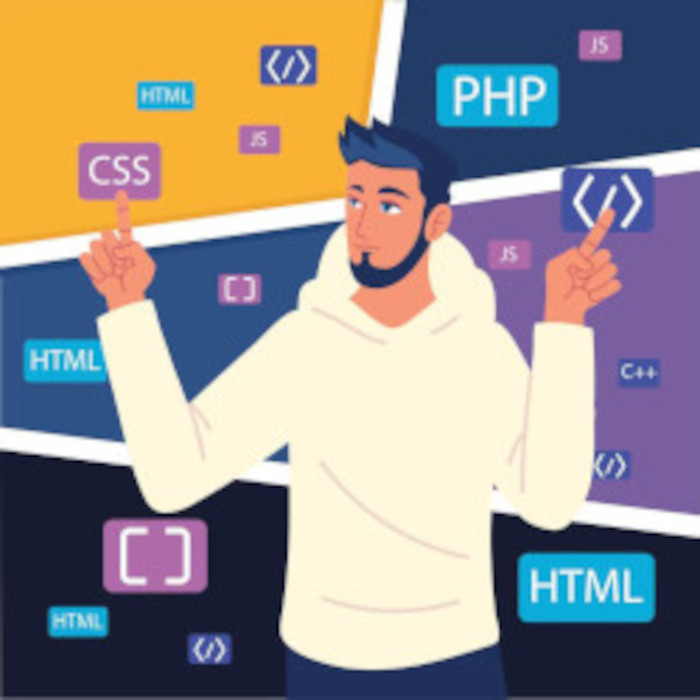 JS
</>
PHP
HTML
JS
CSS
</>
JS
[ ]
HTML
C++
</>
[ ]
HTML
HTML
</>